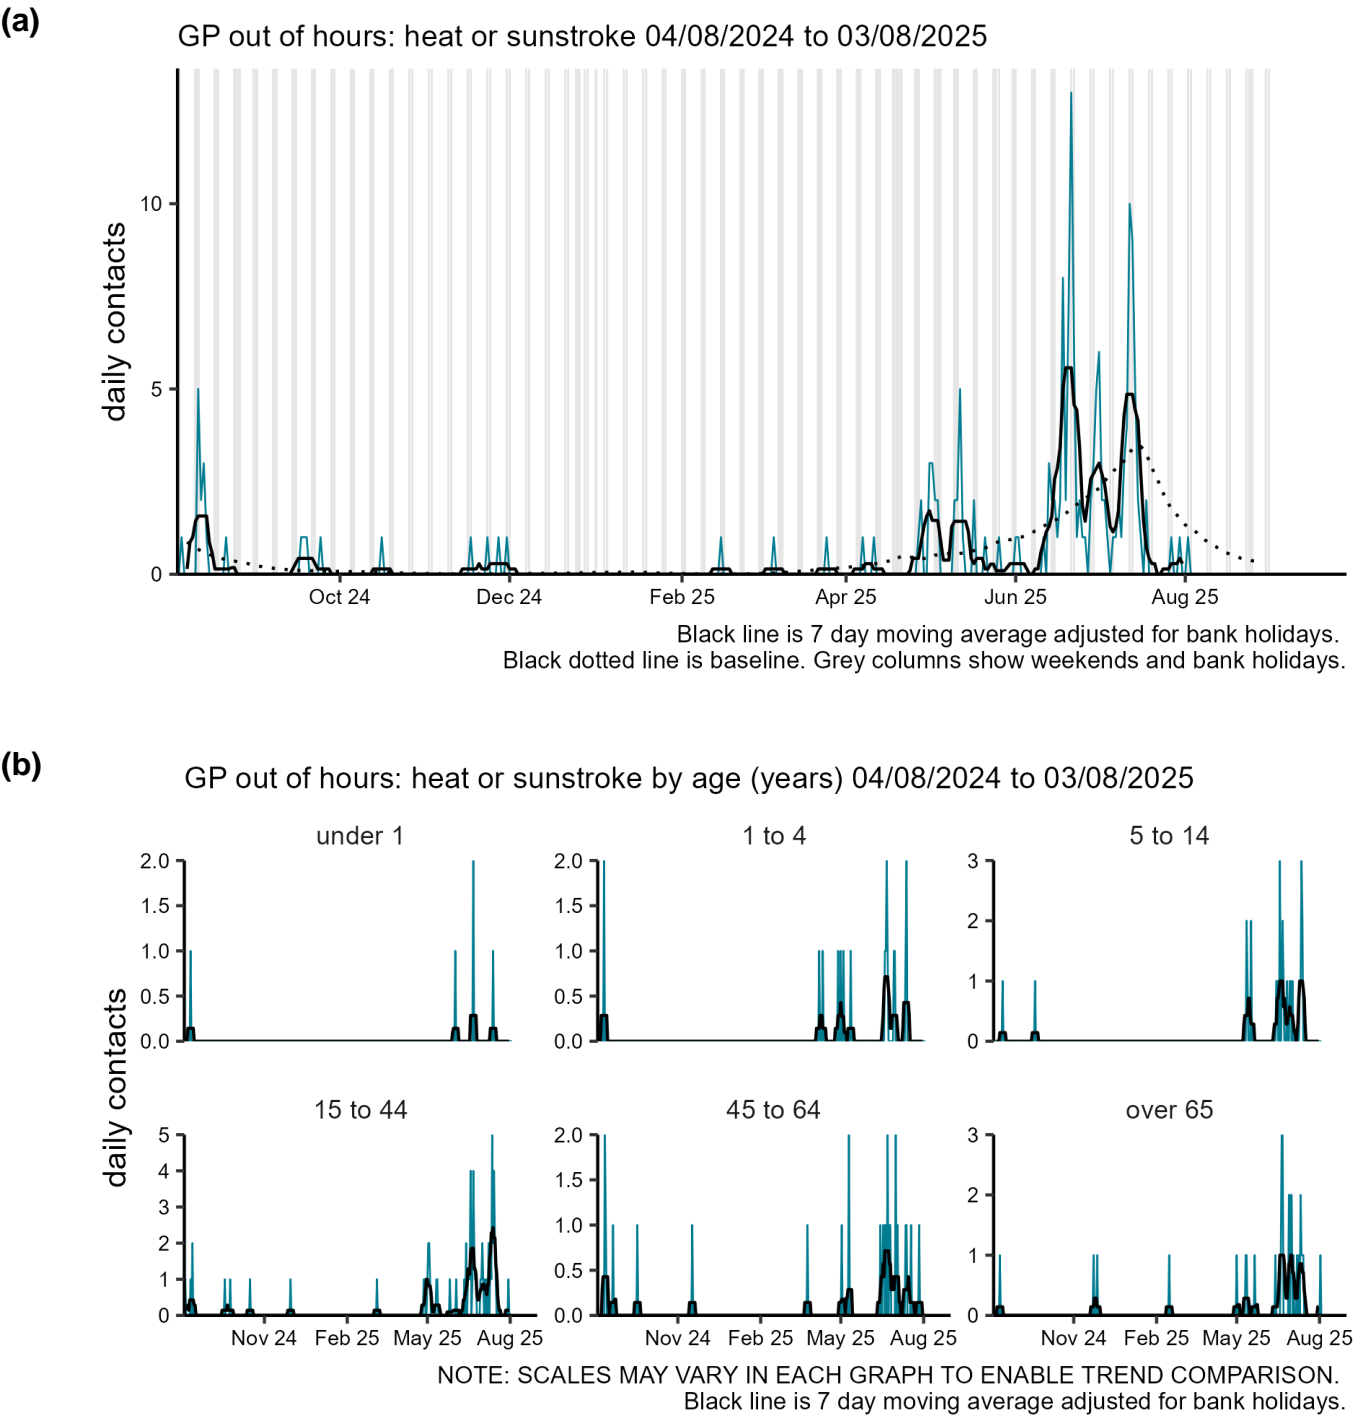 (a)
GP out of hours: heat or sunstroke 04/08/2024 to 03/08/2025
daily contacts
10
5
0
Oct 24 Dec 24 Feb 25 Apr 25 Jun 25 Aug 25
Black line is 7 day moving average adjusted for bank holidays.
Black dotted line is baseline. Grey columns show weekends and bank holidays.
(b)
GP out of hours: heat or sunstroke by age (years) 04/08/2024 to 03/08/2025
daily contacts
under 1
2.0
1.5
1.0
0.5
0.0
1 to 4
2.0
1.5
1.0
0.5
0.0
5 to 14
3
2
1
0
15 to 44
5
4
3
2
1
0
Nov 24 Feb 25 May 25 Aug 25
45 to 64
2.0
1.5
1.0
0.5
0.0
Nov 24 Feb 25 May 25 Aug 25
over 65
3
2
1
0
Nov 24 Feb 25 May 25 Aug 25
NOTE: SCALES MAY VARY IN EACH GRAPH TO ENABLE TREND COMPARISON.
Black line is 7 day moving average adjusted for bank holidays.